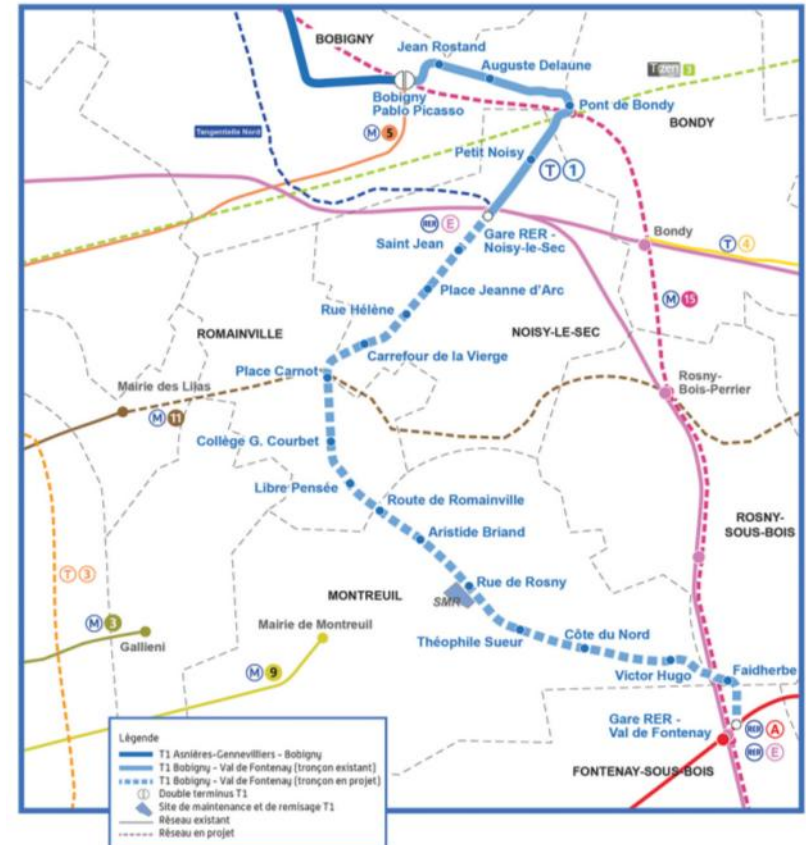 BOBIGNY
Jean Rostand
Auguste Delaune
Tzen 3
Bobigny
Pablo Picasso
Pont de Bondy
BONDY
Tangentielle Nord
M 5
Petit Noisy
T 1
RER E
Gare RER -
Noisy-le-Sec
Bondy
T 4
Saint Jean
Place Jeanne d'Arc
M 15
Rue Hélène
ROMAINVILLE
NOISY-LE-SEC
Carrefour de la Vierge
Place Carnot
Mairie des Lilas
Rosny-
Bois-Perrier
M 11
Collège G. Courbet
Libre Pensée
Route de Romainville
ROSNY-
SOUS-BOIS
Aristide Briand
T 3
Rue de Rosny
MONTREUIL
SMR
M 3
Mairie de Montreuil
Gallieni
Théophile Sueur
Côte du Nord
M 9
Victor Hugo
Faidherbe
Gare RER -
Val de Fontenay
RER A
RER E
FONTENAY-SOUS-BOIS
Légende
T1 Asnières-Gennevilliers - Bobigny
T1 Bobigny - Val de Fontenay (tronçon existant)
T1 Bobigny - Val de Fontenay (tronçon en projet)
Double terminus T1
Site de maintenance et de remisage T1
Réseau existant
Réseau en projet